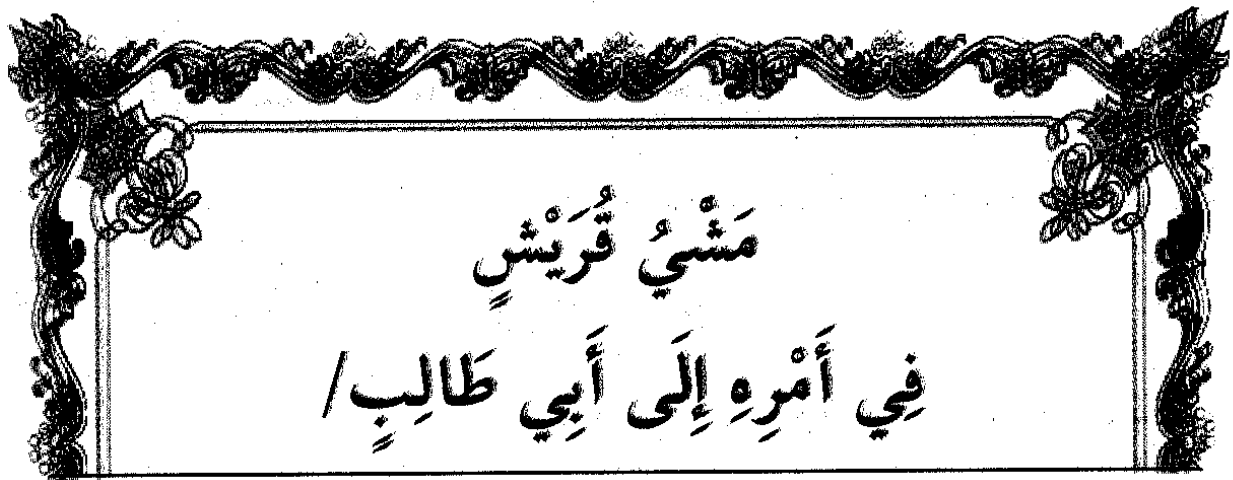 مَشْيُ قُرَيْشٍ
فِي أَمْرِهِ إِلَى أَبِي طَالِبٍ/